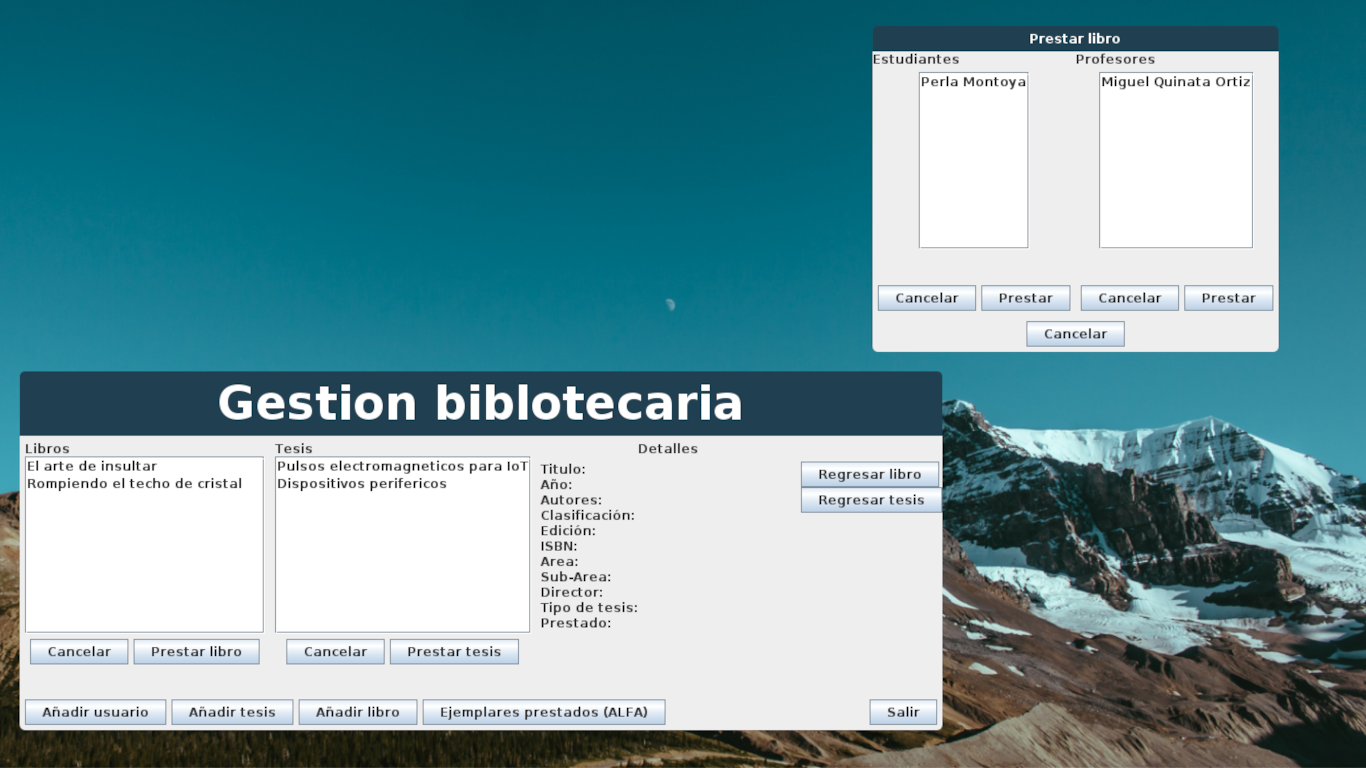 Prestar libro
Estudiantes Profesores
Perla Montoya Miguel Quinata Ortiz
Cancelar Prestar Cancelar Prestar
Cancelar
Gestion biblotecaria
Libros Tesis Detalles
El arte de insultar
Rompiendo el techo de cristal
Pulsos electromagneticos para IoT
Dispositivos perifericos
Titulo:
Año:
Autores:
Clasificación:
Edición:
ISBN:
Area:
Sub-Area:
Director:
Tipo de tesis:
Prestado:
Regresar libro
Regresar tesis
Cancelar Prestar libro Cancelar Prestar tesis
Añadir usuario Añadir tesis Añadir libro Ejemplares prestados (ALFA) Salir